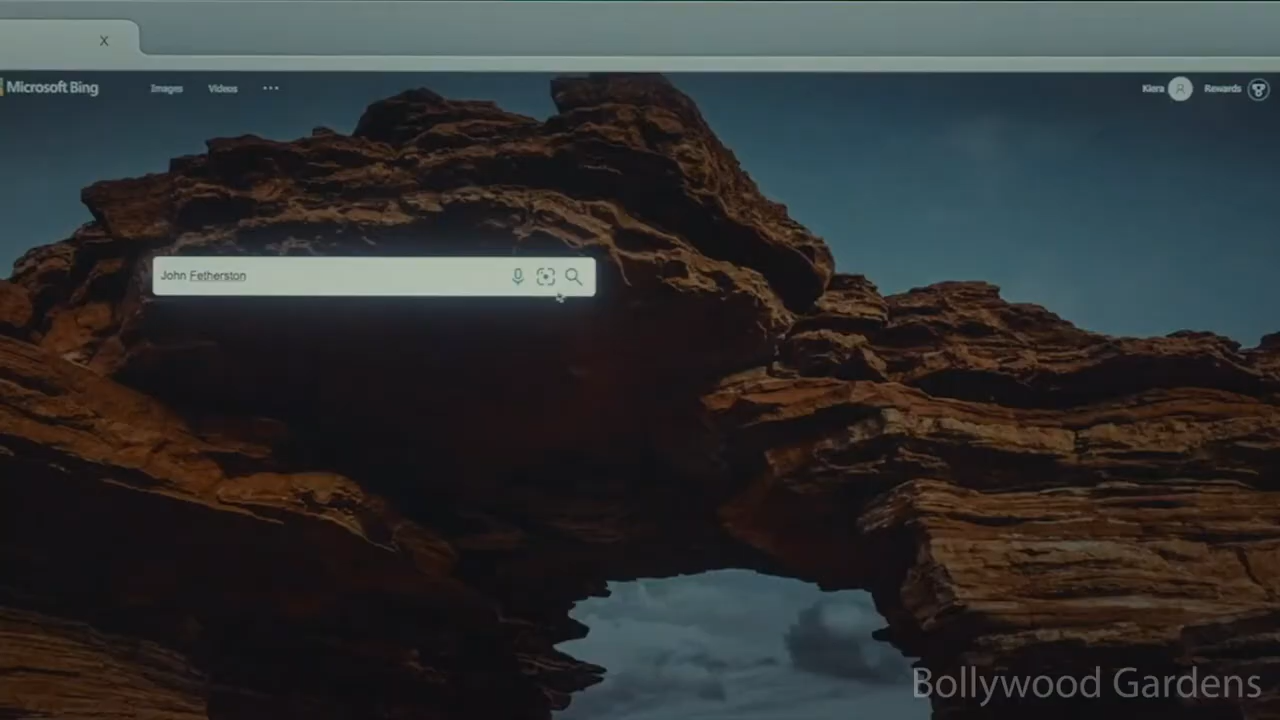 X
Microsoft Bing Images Videos ... Kiera Rewards
John Fetherston
Bollywood Gardens